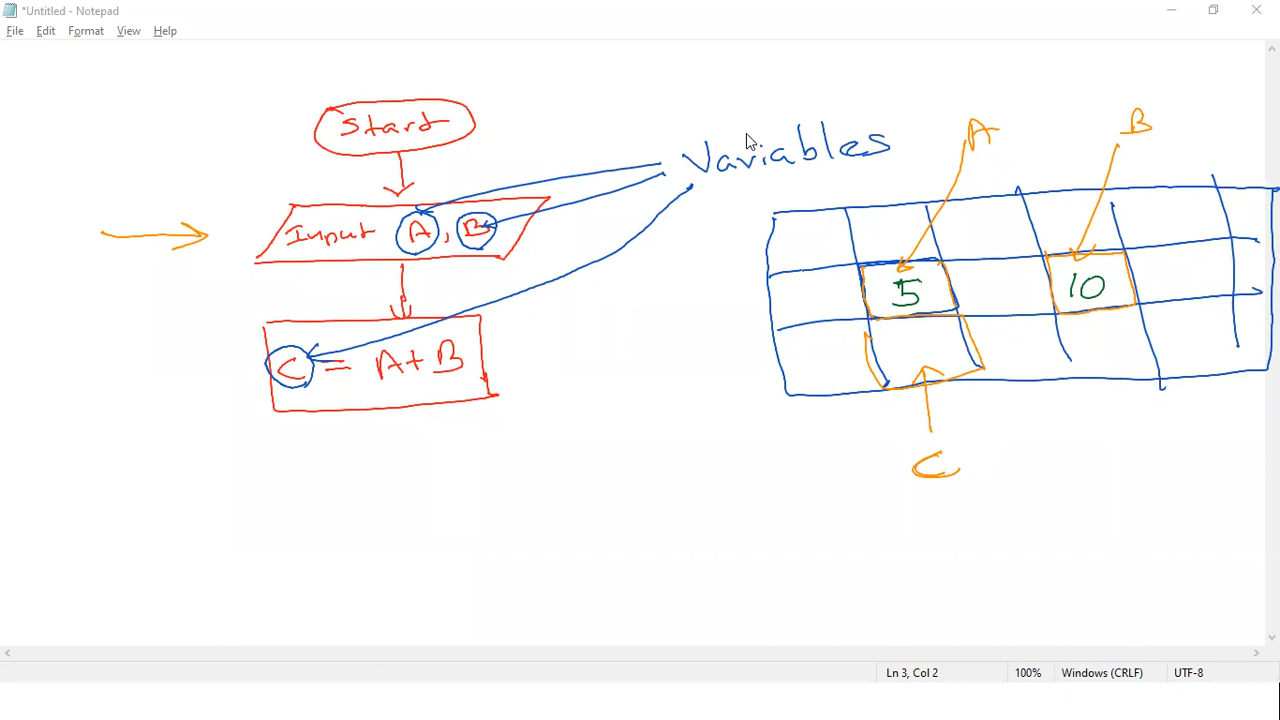 *Untitled - Notepad
File Edit Format View Help
Start
Variables
A
B
Input A, B
5
10
C = A+B
C
Ln 3, Col 2
100%
Windows (CRLF)
UTF-8